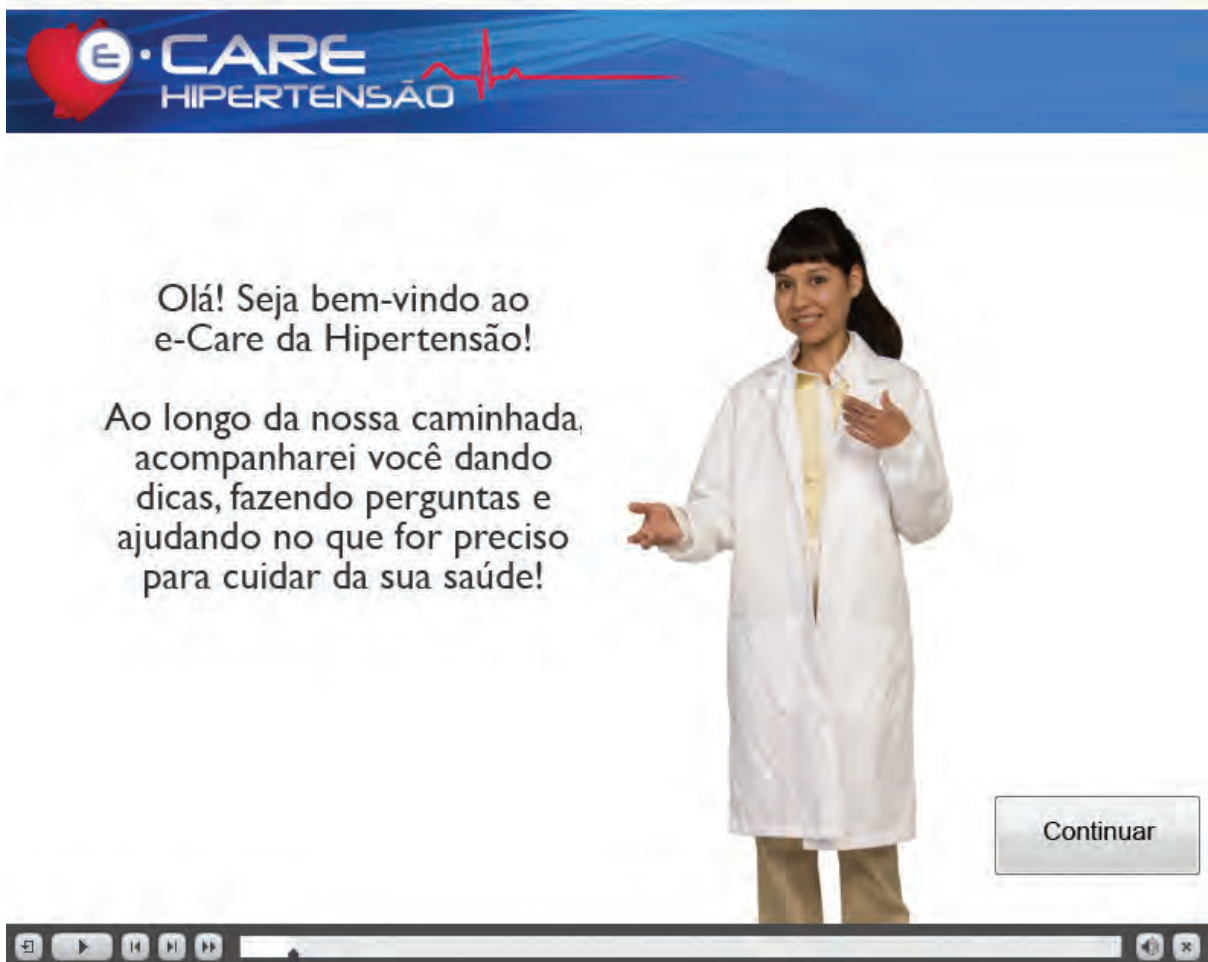 e·CARE
HIPERTENSÃO
Olá! Seja bem-vindo ao
e-Care da Hipertensão!
Ao longo da nossa caminhada,
acompanharei você dando
dicas, fazendo perguntas e
ajudando no que for preciso
para cuidar da sua saúde!
Continuar